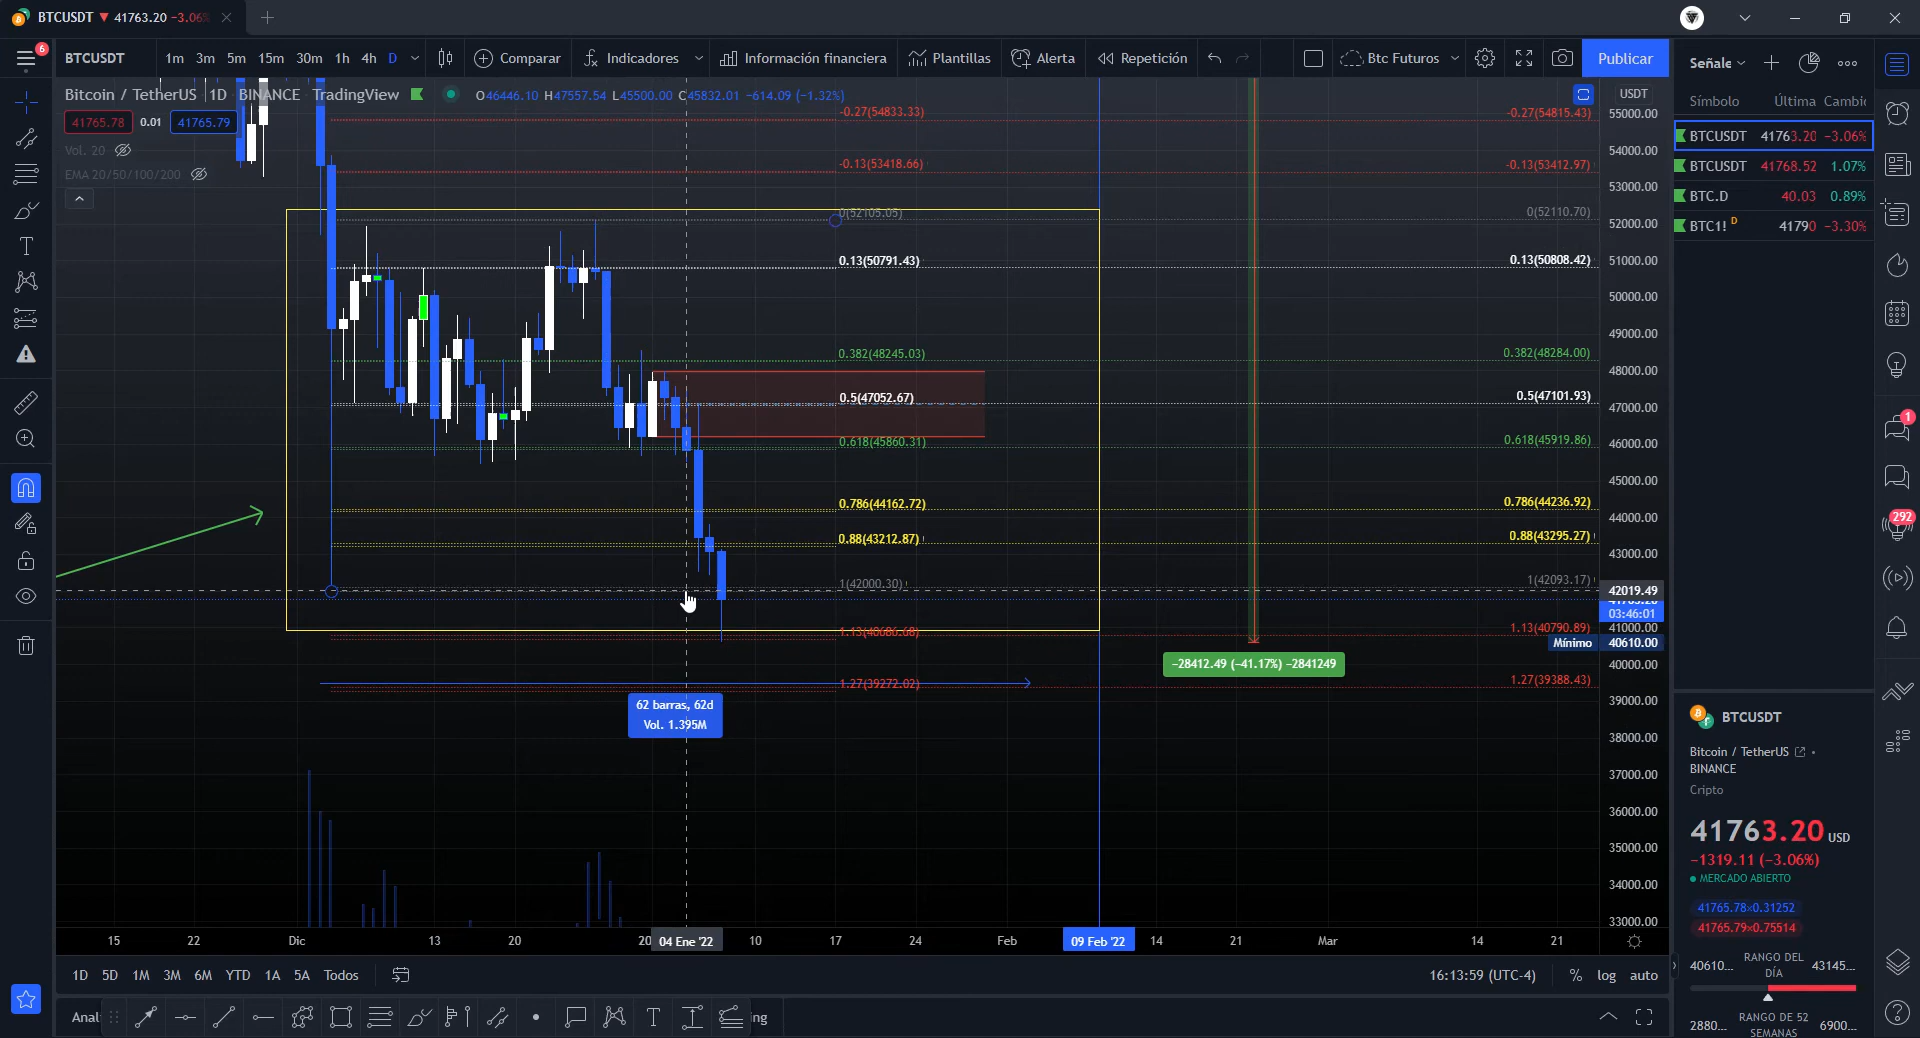 BTCUSDT ▼ 41763.20 −3.06%
6
BTCUSDT 1m 3m 5m 15m 30m 1h 4h D Comparar Indicadores Información financiera Plantillas Alerta Repetición Btc Futuros Publicar
Bitcoin / TetherUS 1D BINANCE TradingView O46446.10 H47557.54 L45500.00 C45832.01 −614.09 (−1.32%)
41765.78 0.01 41765.79
Vol. 20
EMA 20/50/100/200
-0.27(54833.33)
-0.27(54815.43)
-0.13(53418.66)
-0.13(53412.97)
0(52105.05)
0(52110.70)
0.13(50791.43)
0.13(50808.42)
0.382(48245.03)
0.382(48284.00)
0.5(47052.67)
0.5(47101.93)
0.618(45860.31)
0.618(45919.86)
0.786(44162.72)
0.786(44236.92)
0.88(43212.87)
0.88(43295.27)
1(42000.30)
1(42093.17)
1.13(40686.68)
1.13(40790.89)
1.27(39272.02)
1.27(39388.43)
−28412.49 (−41.17%) −2841249
62 barras, 62d
Vol. 1.395M
USDT
55000.00
54000.00
53000.00
52000.00
51000.00
50000.00
49000.00
48000.00
47000.00
46000.00
45000.00
44000.00
43000.00
42019.49
03:46:01
41000.00
Mínimo 40610.00
40000.00
39000.00
38000.00
37000.00
36000.00
35000.00
34000.00
33000.00
15 22 Dic 13 20 04 Ene '22 10 17 24 Feb 09 Feb '22 14 21 Mar 14 21
1D 5D 1M 3M 6M YTD 1A 5A Todos 16:13:59 (UTC-4) % log auto
Señale
Símbolo Última
BTCUSDT 41763.20 −3.06%
BTCUSDT 41768.52 1.07%
BTC.D 40.03 0.89%
BTC1! D 41790 −3.30%
1
292
BTCUSDT
Bitcoin / TetherUS
BINANCE
Cripto
41763.20 USD
−1319.11 (−3.06%)
MERCADO ABIERTO
41765.78×0.31252
41765.79×0.75514
40610... RANGO DEL DÍA 43145...
2880... RANGO DE 52 SEMANAS 6900...